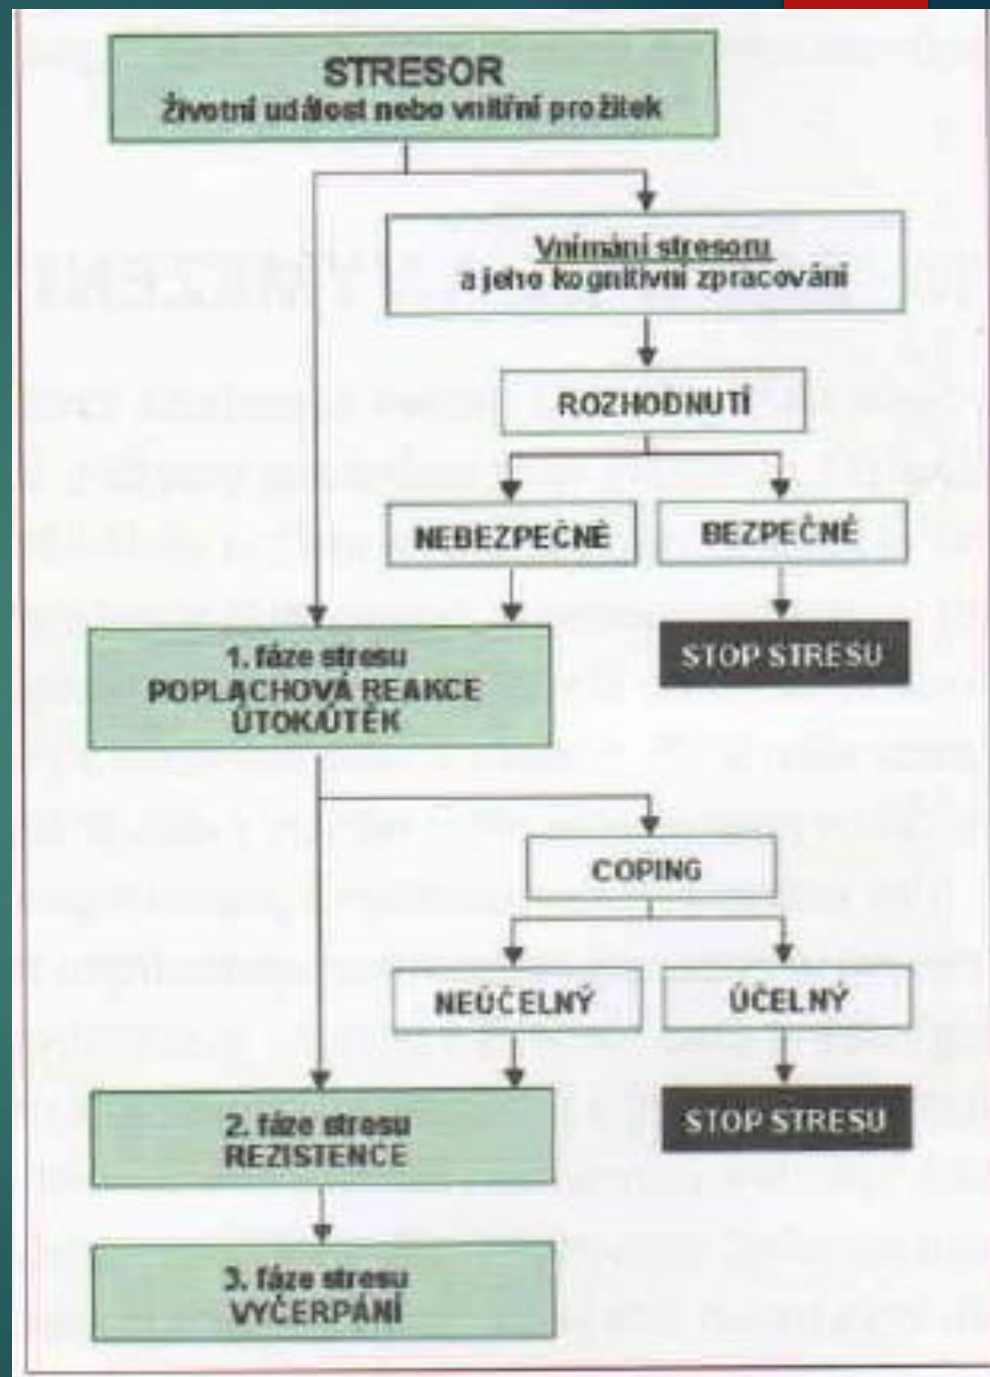 STRESOR
Životní událost nebo vnitřní prožitek
Vnímání stresoru
a jeho kognitivní zpracování
ROZHODNUTÍ
NEBEZPEČNÉ
BEZPEČNÉ
1. fáze stresu
POPLACHOVÁ REAKCE
ÚTOK/ÚTĚK
STOP STRESU
COPING
NEÚČELNÝ
ÚČELNÝ
2. fáze stresu
REZISTENCE
STOP STRESU
3. fáze stresu
VYČERPÁNÍ